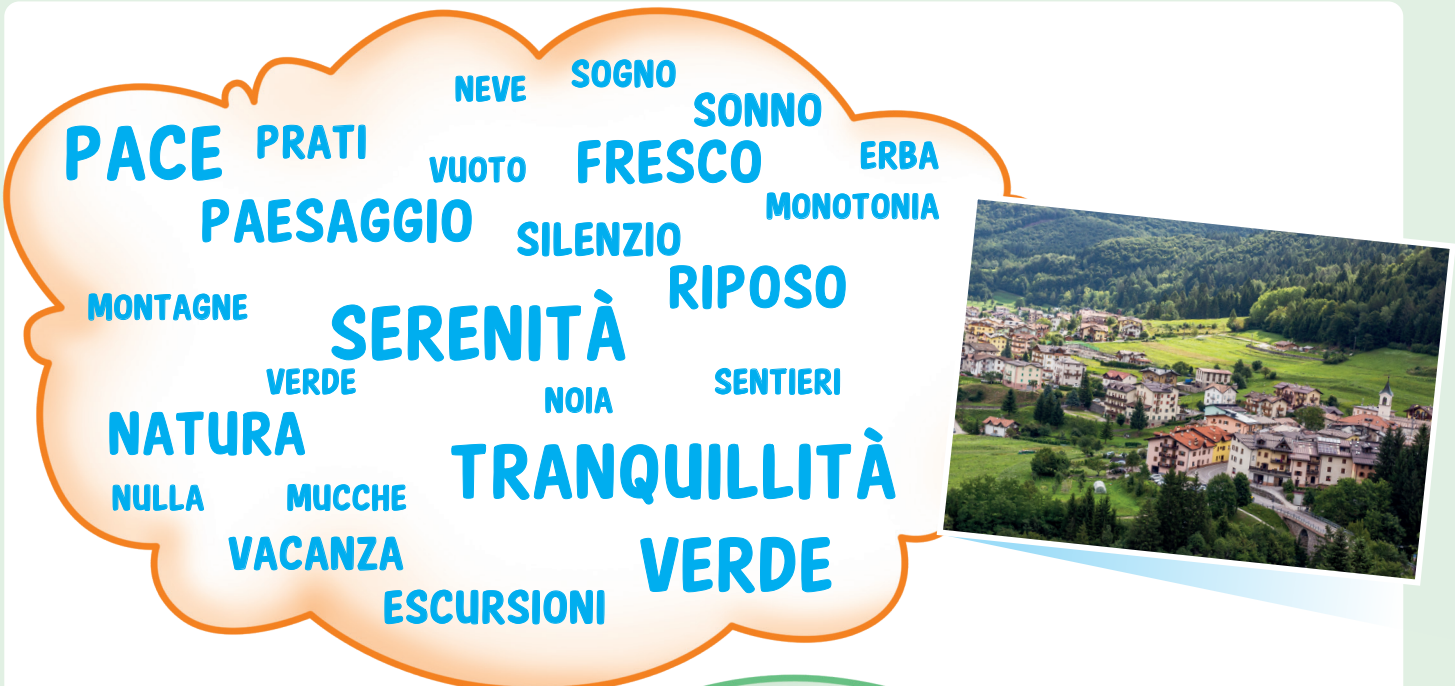 NEVE
SOGNO
SONNO
PACE
PRATI
VUOTO
FRESCO
ERBA
PAESAGGIO
SILENZIO
MONOTONIA
RIPOSO
MONTAGNE
SERENITÀ
VERDE
NOIA
SENTIERI
NATURA
TRANQUILLITÀ
NULLA
MUCCHE
VACANZA
VERDE
ESCURSIONI